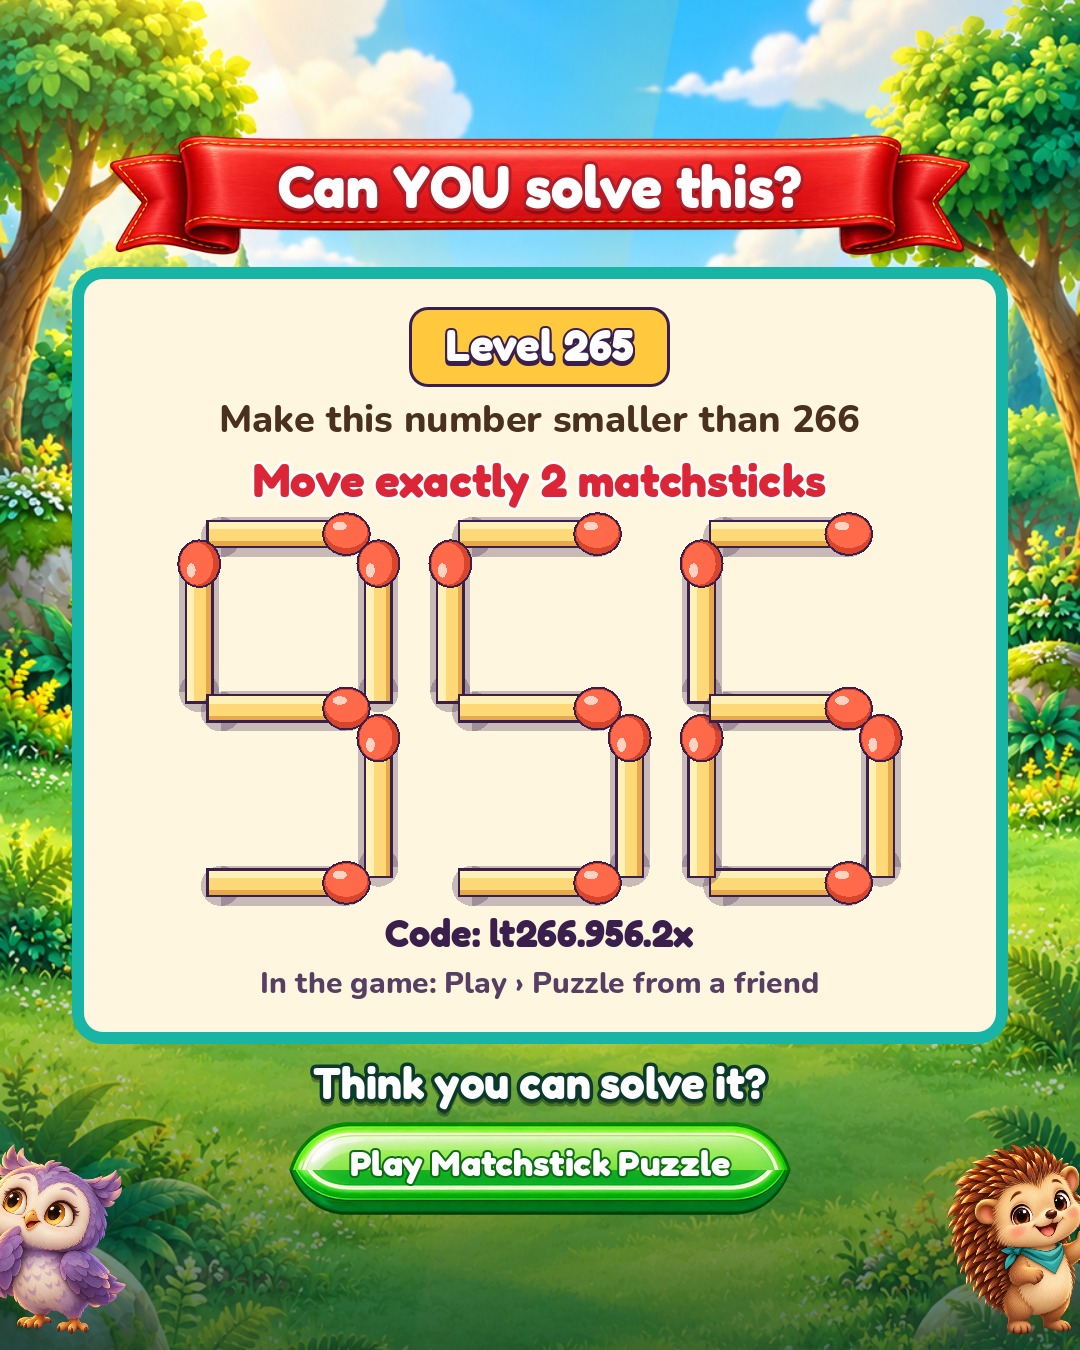 Can YOU solve this?
Level 265
Make this number smaller than 266
Move exactly 2 matchsticks
956
Code: lt266.956.2x
In the game: Play › Puzzle from a friend
Think you can solve it?
Play Matchstick Puzzle